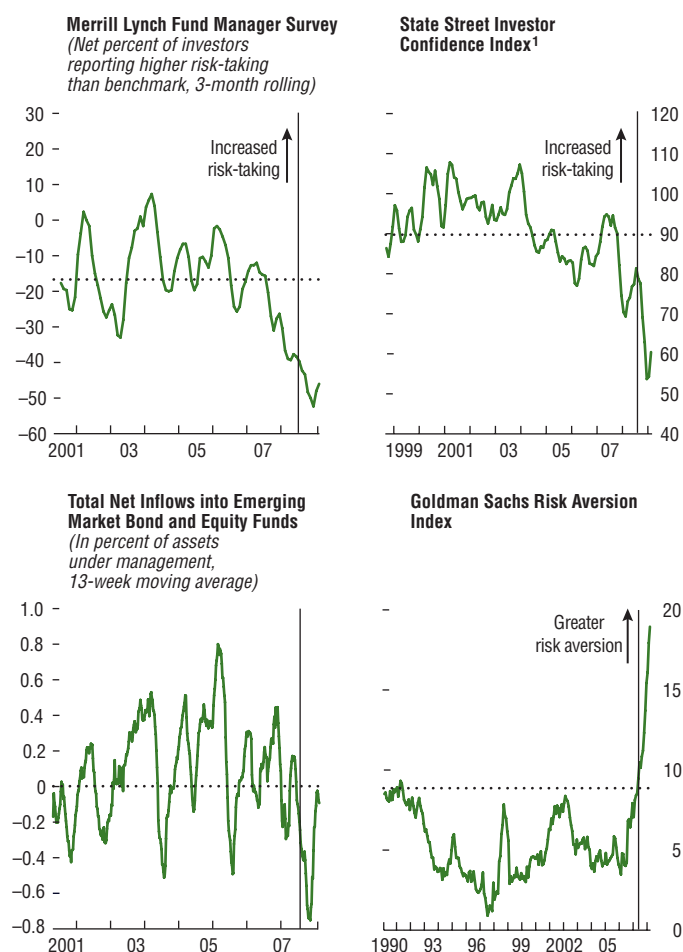 Merrill Lynch Fund Manager Survey
(Net percent of investors
reporting higher risk-taking
than benchmark, 3-month rolling)
30
20
10
0
–10
–20
–30
–40
–50
–60
Increased
risk-taking
2001 03 05 07
State Street Investor
Confidence Index¹
120
110
100
90
80
70
60
50
40
Increased
risk-taking
1999 2001 03 05 07
Total Net Inflows into Emerging
Market Bond and Equity Funds
(In percent of assets
under management,
13-week moving average)
1.0
0.8
0.6
0.4
0.2
0
–0.2
–0.4
–0.6
–0.8
2001 03 05 07
Goldman Sachs Risk Aversion
Index
20
15
10
5
0
Greater
risk aversion
1990 93 96 99 2002 05